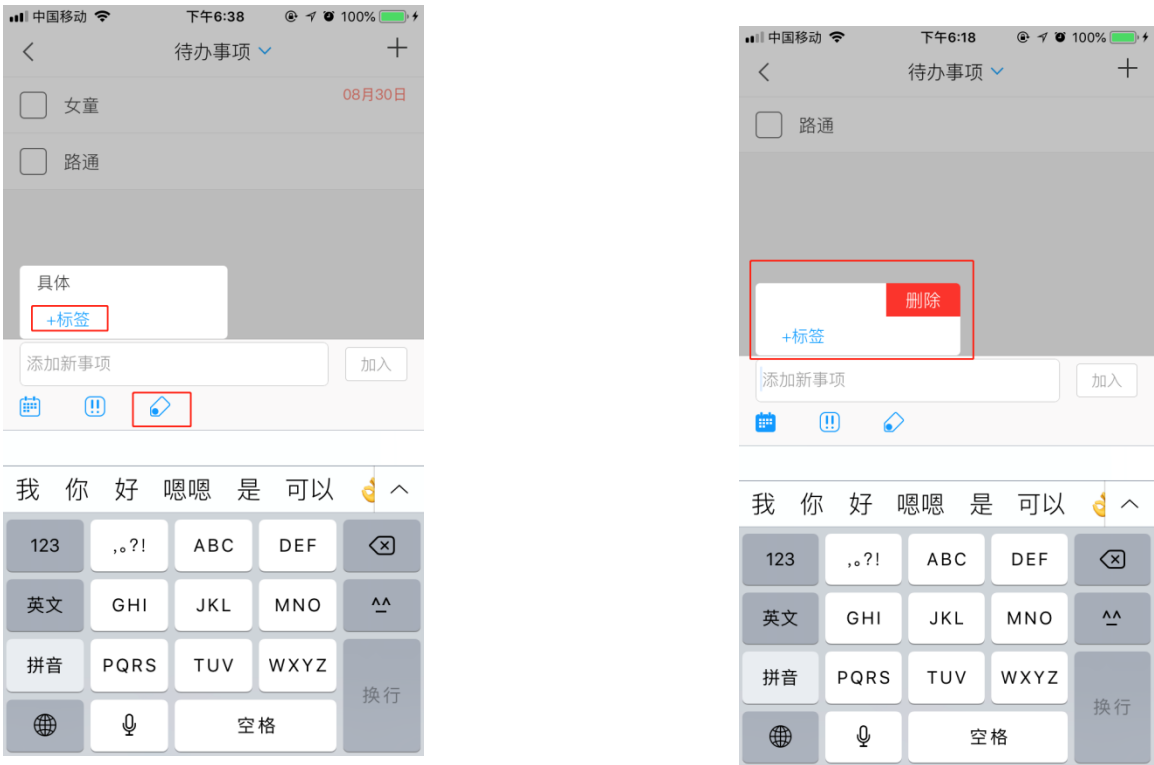 中国移动 下午6:38 100%
待办事项
女童 08月30日
路通
具体
+标签
添加新事项 加入
我 你 好 嗯嗯 是 可以
123 ,。?! ABC DEF
英文 GHI JKL MNO ^^
拼音 PQRS TUV WXYZ
换行
空格
中国移动 下午6:18 100%
待办事项
路通
删除
+标签
添加新事项 加入
我 你 好 嗯嗯 是 可以
123 ,。?! ABC DEF
英文 GHI JKL MNO ^^
拼音 PQRS TUV WXYZ
换行
空格